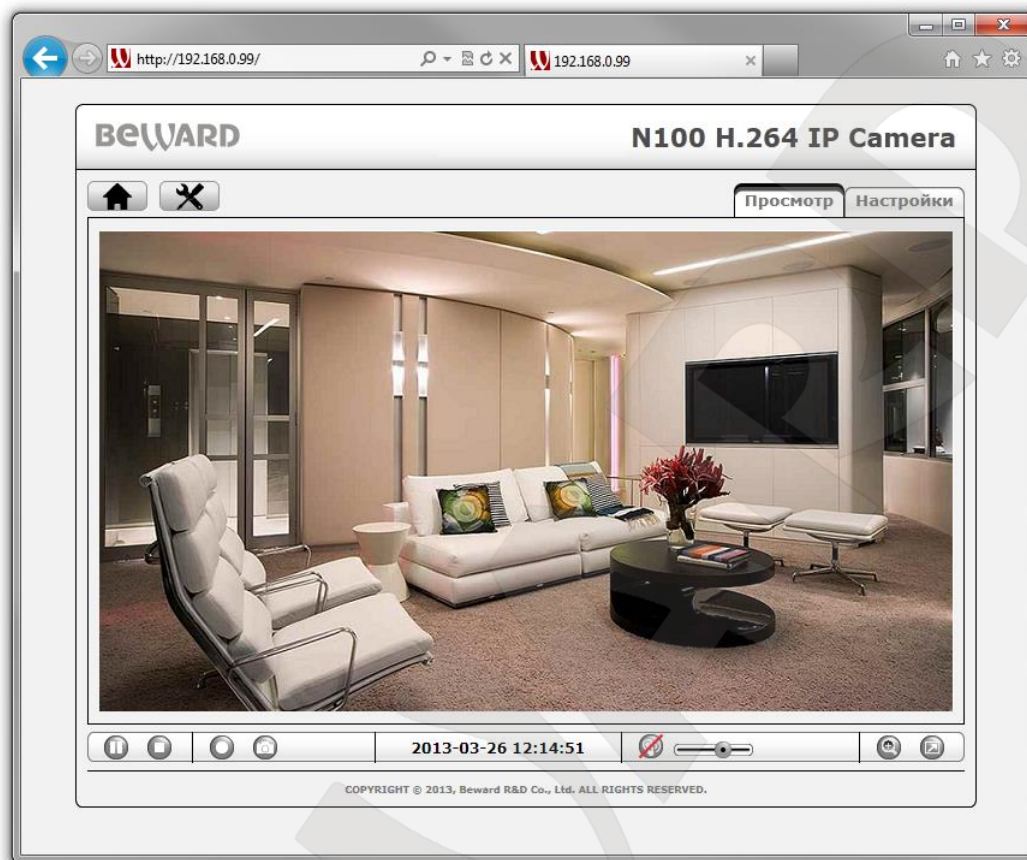 http://192.168.0.99/
192.168.0.99
BEWARD
N100 H.264 IP Camera
Просмотр
Настройки
2013-03-26 12:14:51
COPYRIGHT © 2013, Beward R&D Co., Ltd. ALL RIGHTS RESERVED.